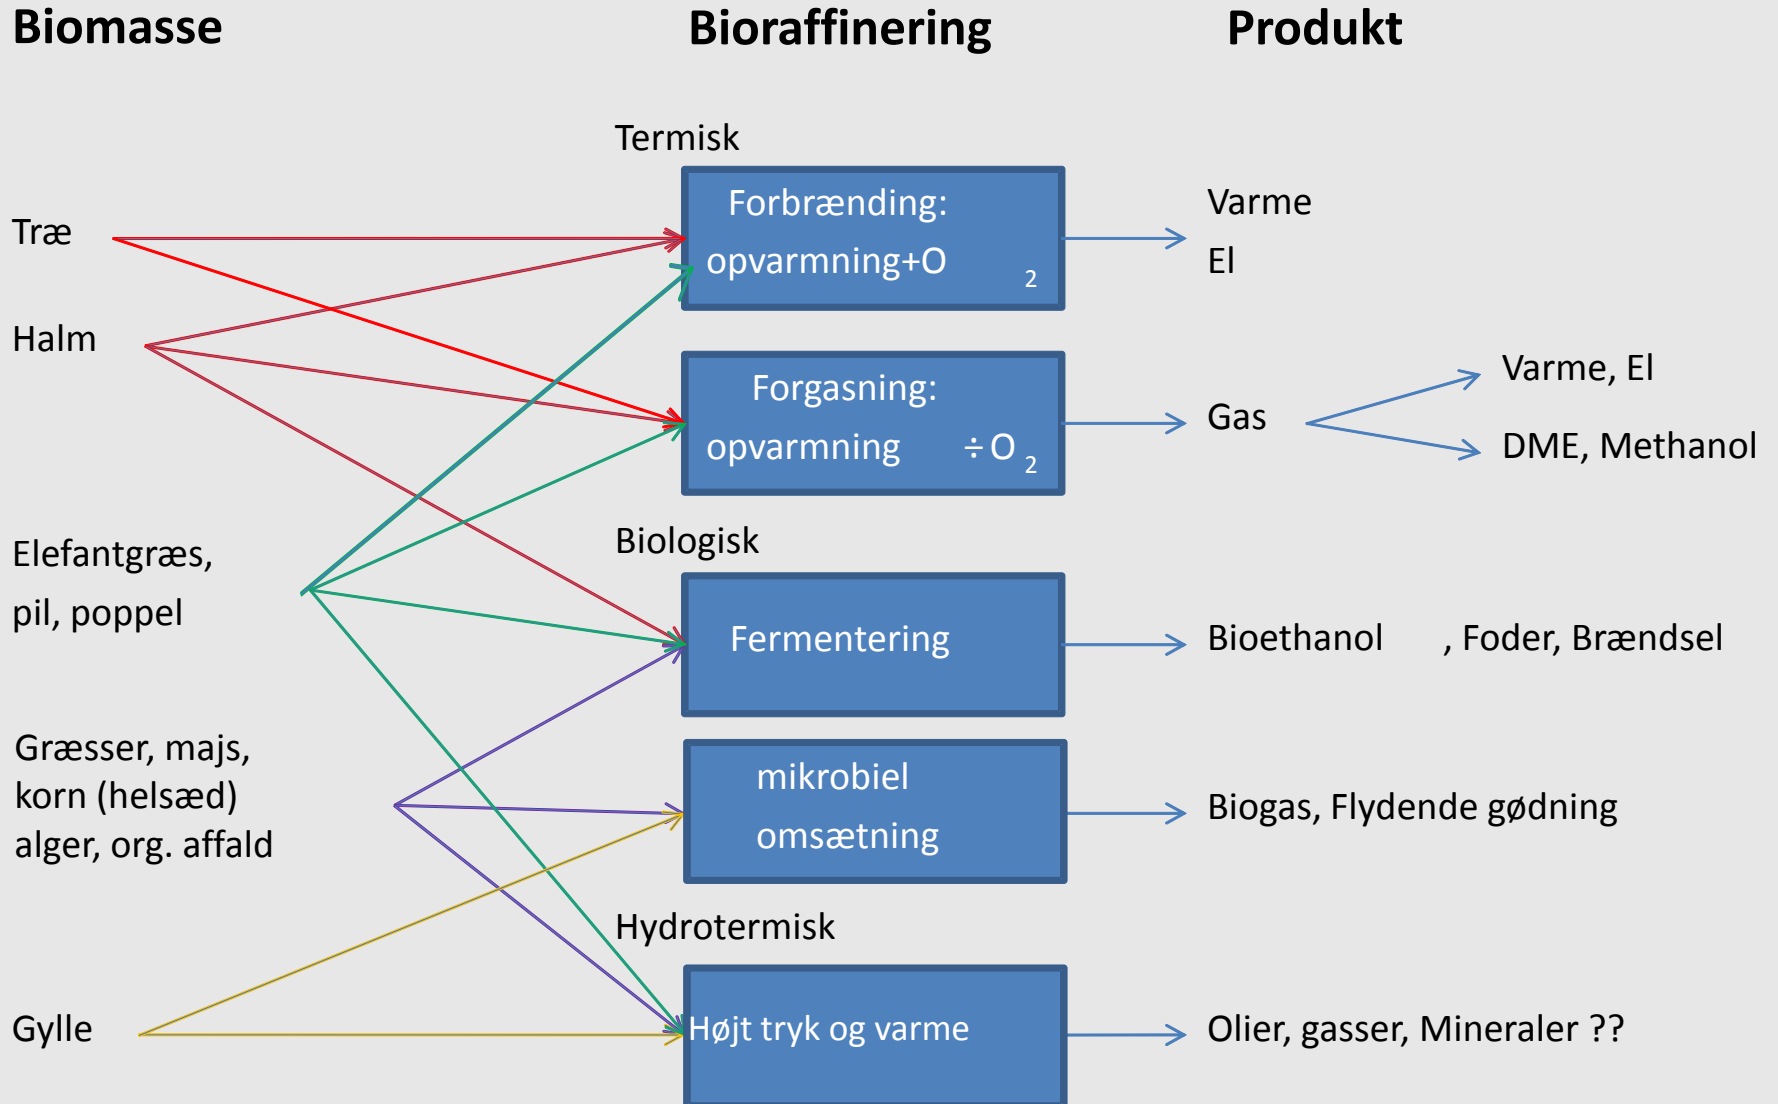 Biomasse
Bioraffinering
Produkt
Termisk
Træ
Forbrænding:
opvarmning+O 2
Varme
El
Halm
Forgasning:
opvarmning ÷ O 2
Gas
Varme, El
DME, Methanol
Biologisk
Elefantgræs,
pil, poppel
Fermentering
Bioethanol , Foder, Brændsel
Græsser, majs,
korn (helsæd)
alger, org. affald
mikrobiel
omsætning
Biogas, Flydende gødning
Hydrotermisk
Gylle
Højt tryk og varme
Olier, gasser, Mineraler ??